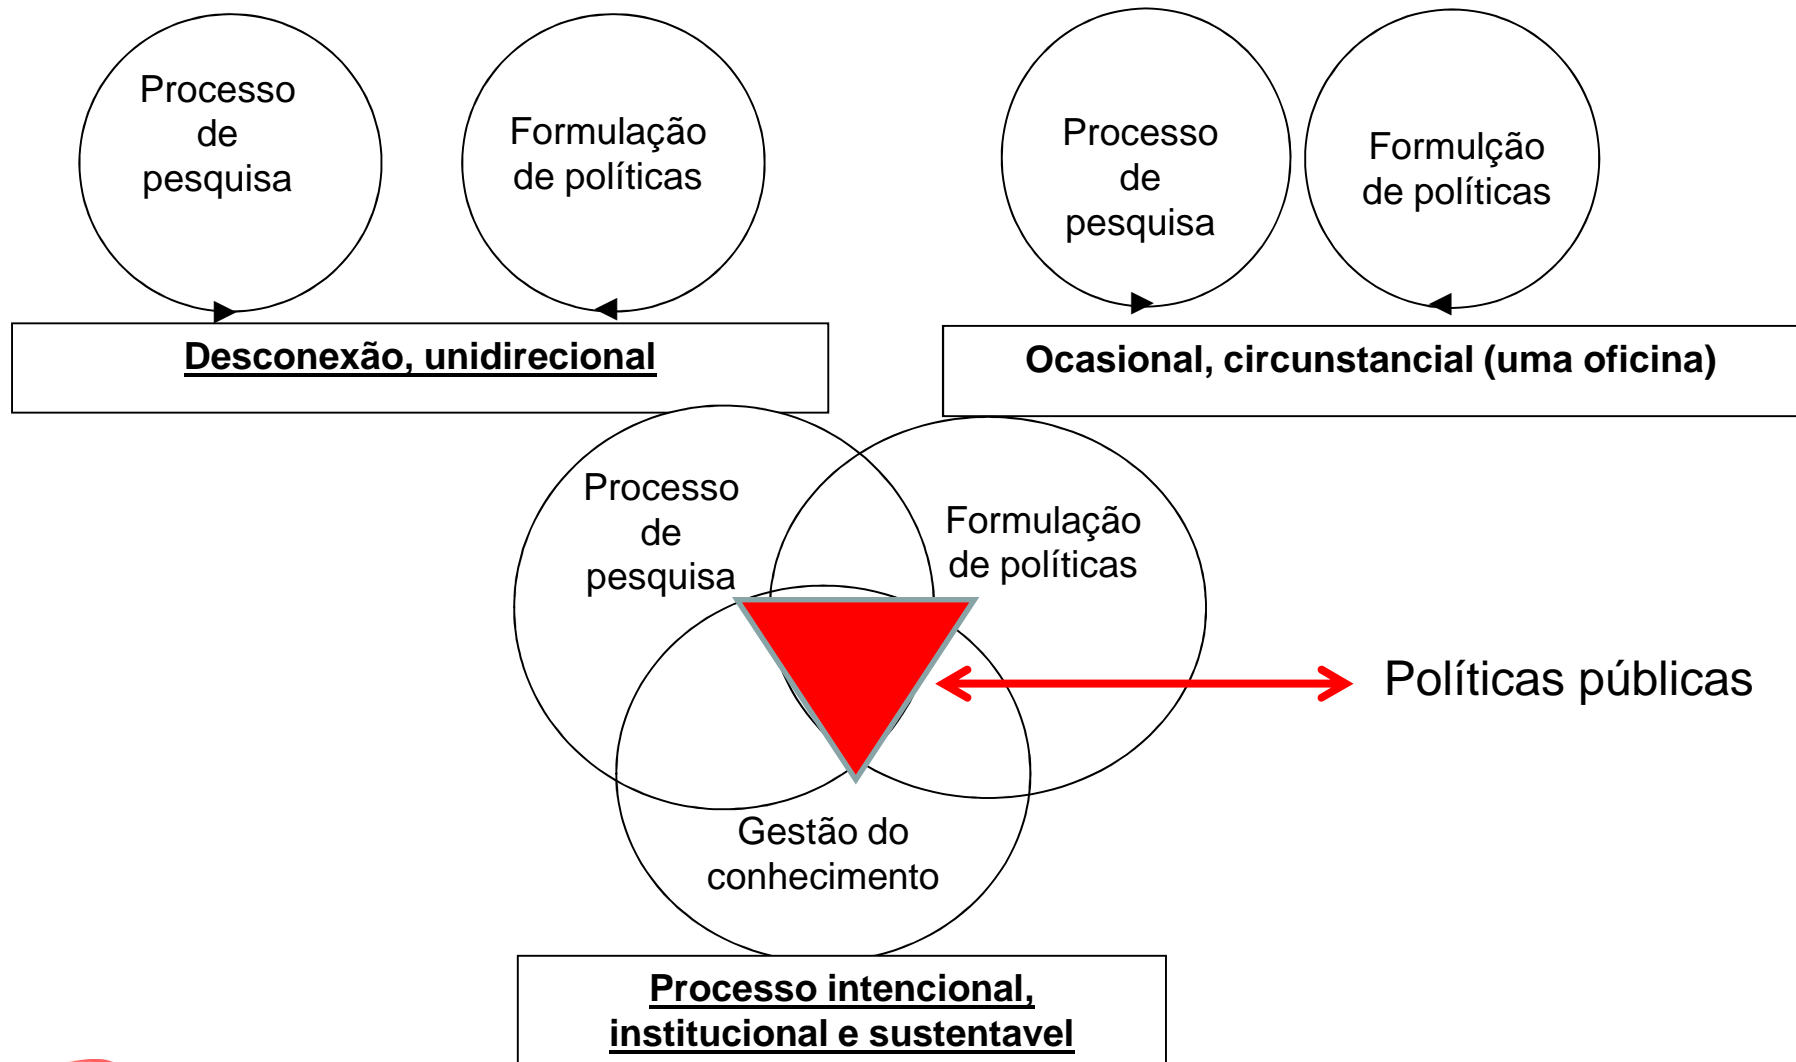 Processo
de
pesquisa
Formulação
de políticas
Processo
de
pesquisa
Formulção
de políticas
Desconexão, unidirecional
Ocasional, circunstancial (uma oficina)
Processo
de
pesquisa
Formulação
de políticas
Políticas públicas
Gestão do
conhecimento
Processo intencional,
institucional e sustentavel